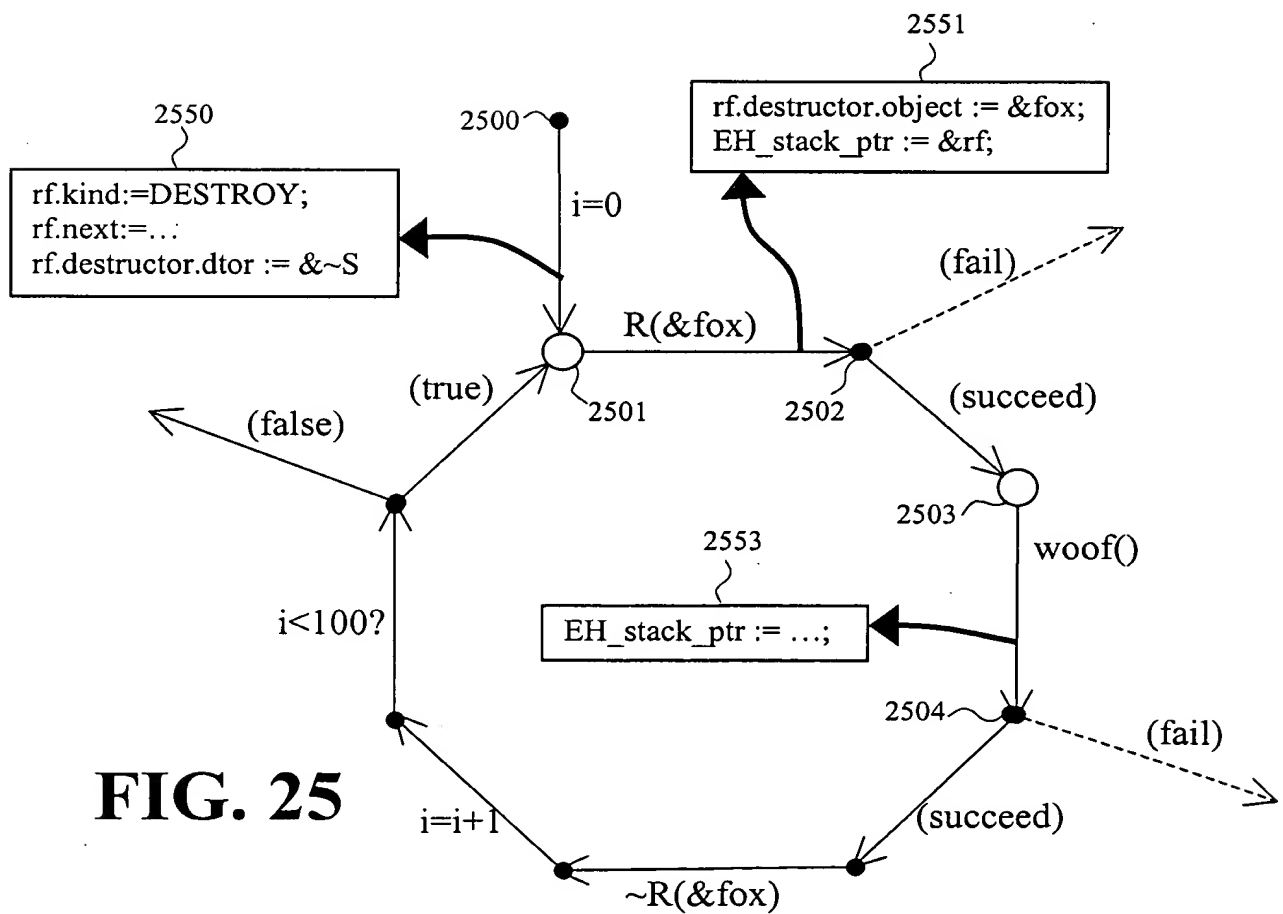 2551
rf.destructor.object := &fox;
EH_stack_ptr := &rf;
2550
2500
rf.kind:=DESTROY;
rf.next:=…
rf.destructor.dtor := &~S
i=0
(fail)
R(&fox)
(true)
2501
2502
(succeed)
(false)
2503
2553
woof()
i<100?
EH_stack_ptr := …;
2504
(fail)
FIG. 25
i=i+1
(succeed)
~R(&fox)